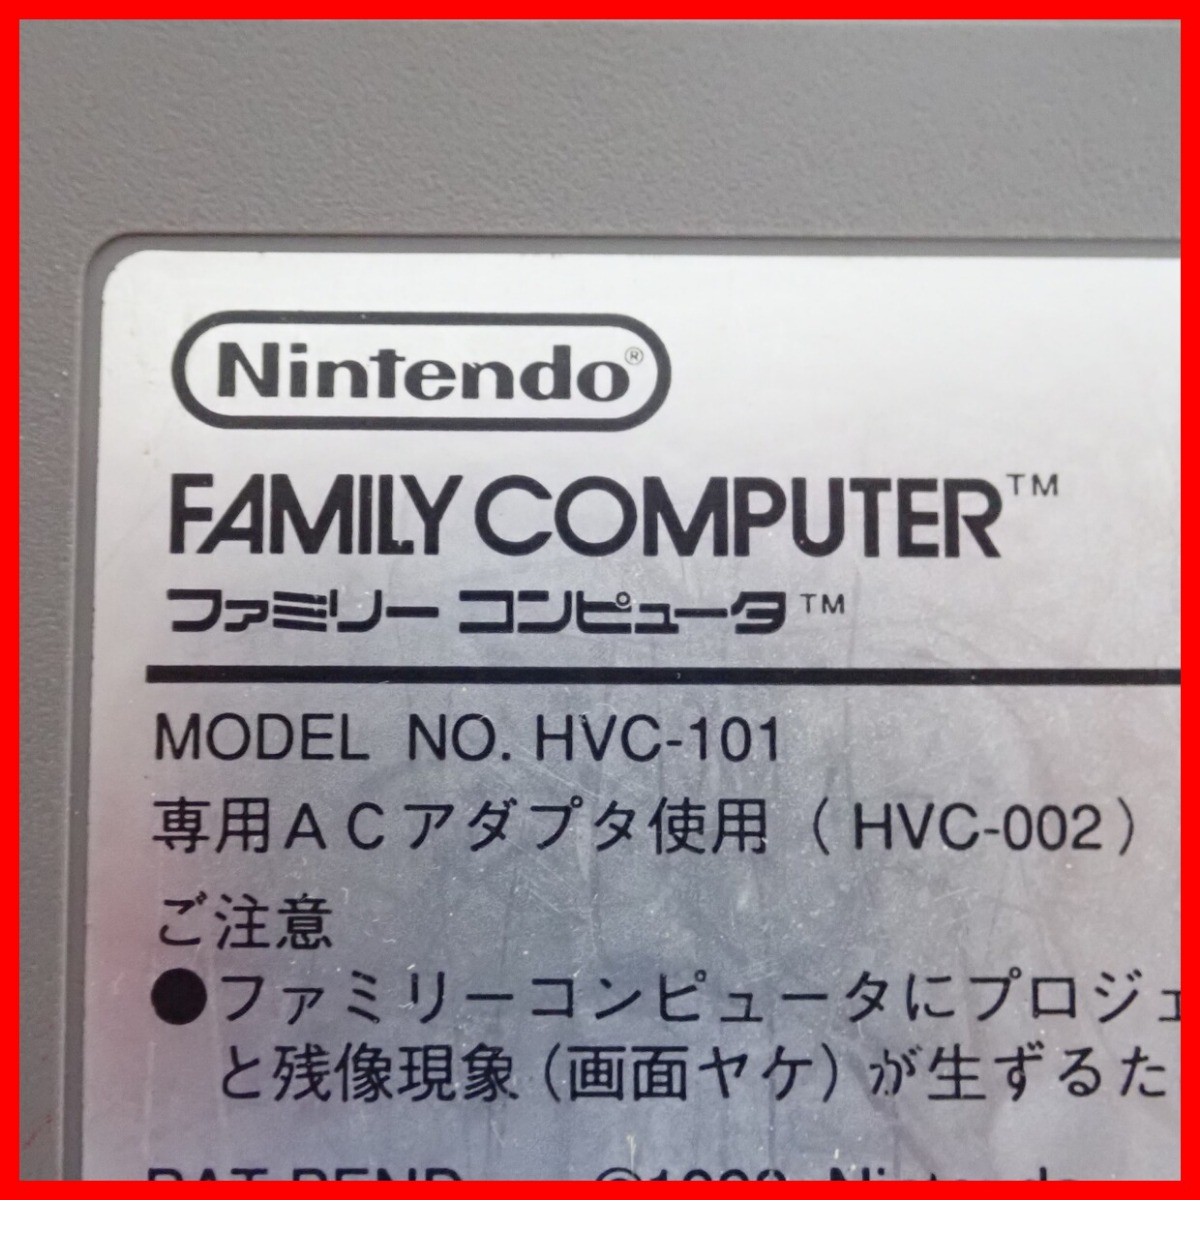 Nintendo®
FAMILY COMPUTER™
ファミリー コンピュータ™
MODEL NO. HVC-101
専用ACアダプタ使用(HVC-002)
ご注意
●ファミリーコンピュータにプロジェ
と残像現象(画面ヤケ)が生ずるた
PAT.PEND Nintendo